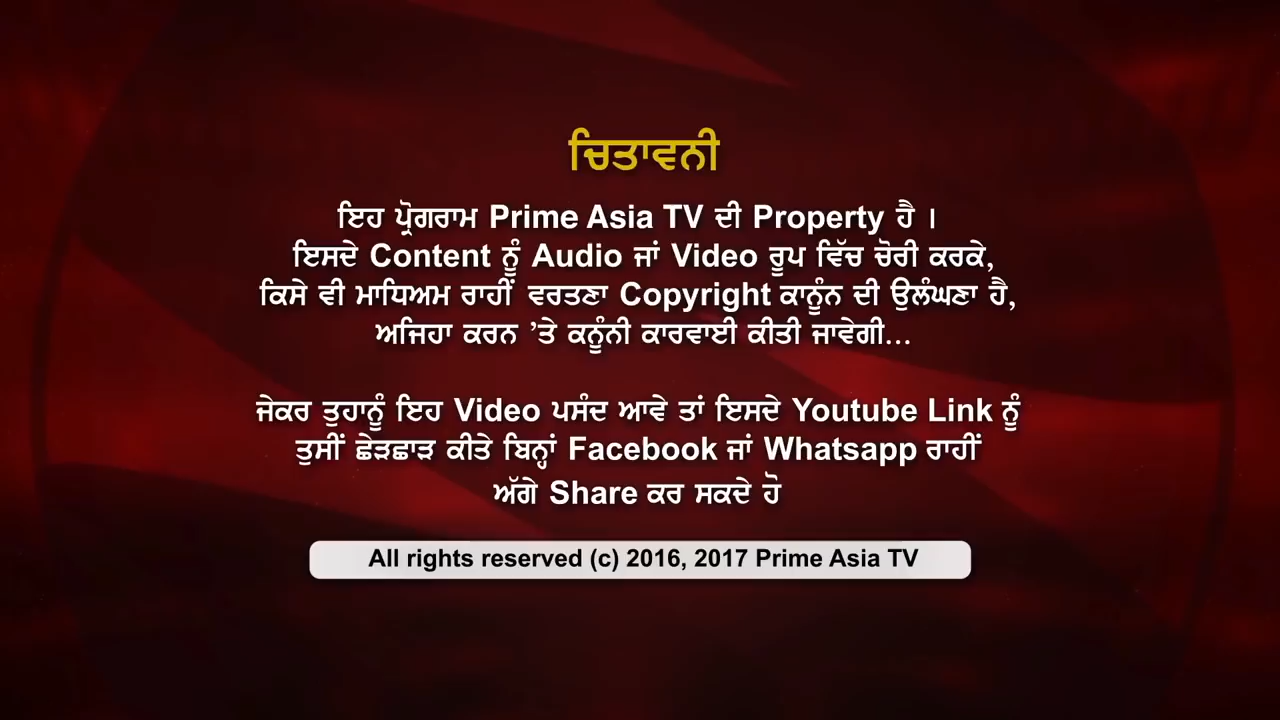 ਚਿਤਾਵਨੀ
ਇਹ ਪ੍ਰੋਗਰਾਮ Prime Asia TV ਦੀ Property ਹੈ ।
ਇਸਦੇ Content ਨੂੰ Audio ਜਾਂ Video ਰੂਪ ਵਿੱਚ ਚੋਰੀ ਕਰਕੇ,
ਕਿਸੇ ਵੀ ਮਾਧਿਅਮ ਰਾਹੀਂ ਵਰਤਣਾ Copyright ਕਾਨੂੰਨ ਦੀ ਉਲੰਘਣਾ ਹੈ,
ਅਜਿਹਾ ਕਰਨ ’ਤੇ ਕਨੂੰਨੀ ਕਾਰਵਾਈ ਕੀਤੀ ਜਾਵੇਗੀ...
ਜੇਕਰ ਤੁਹਾਨੂੰ ਇਹ Video ਪਸੰਦ ਆਵੇ ਤਾਂ ਇਸਦੇ Youtube Link ਨੂੰ
ਤੁਸੀਂ ਛੇੜਛਾੜ ਕੀਤੇ ਬਿਨ੍ਹਾਂ Facebook ਜਾਂ Whatsapp ਰਾਹੀਂ
ਅੱਗੇ Share ਕਰ ਸਕਦੇ ਹੋ
All rights reserved (c) 2016, 2017 Prime Asia TV